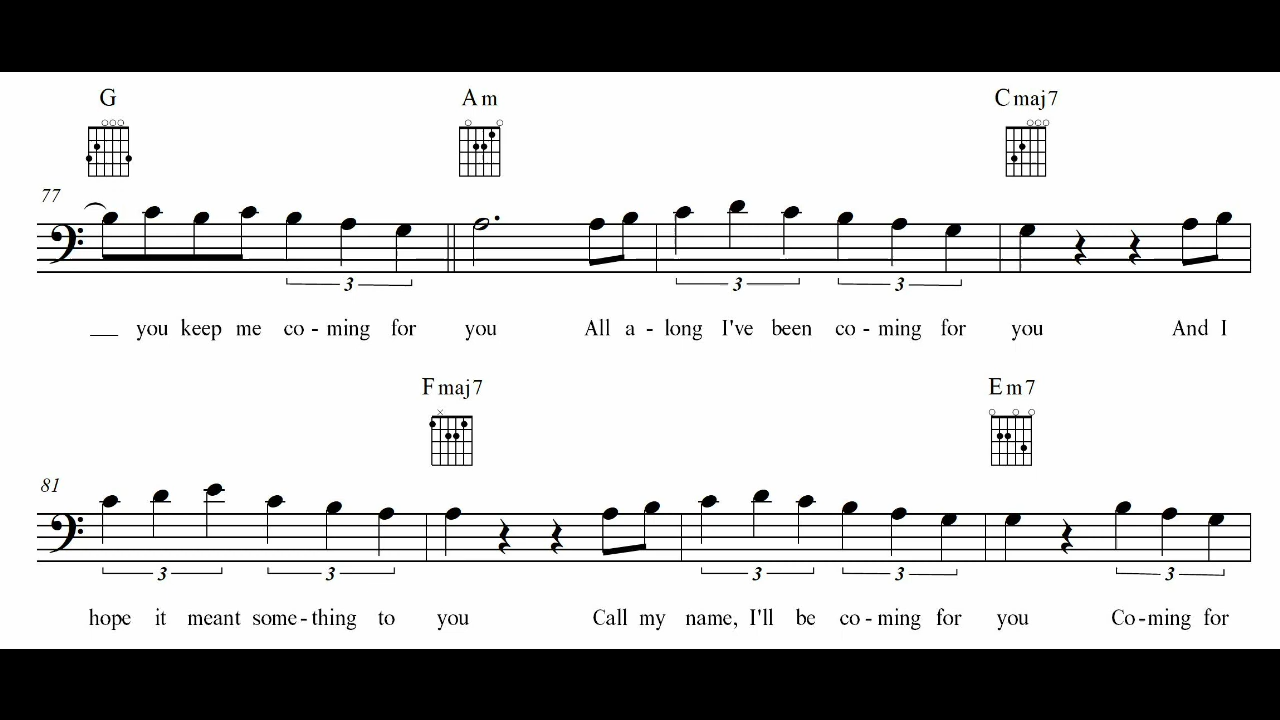 G Am Cmaj7
77
3 3 3
you keep me co - ming for you All a - long I've been co - ming for you And I
Fmaj7 Em7
81
3 3 3 3 3
hope it meant some - thing to you Call my name, I'll be co - ming for you Co - ming for